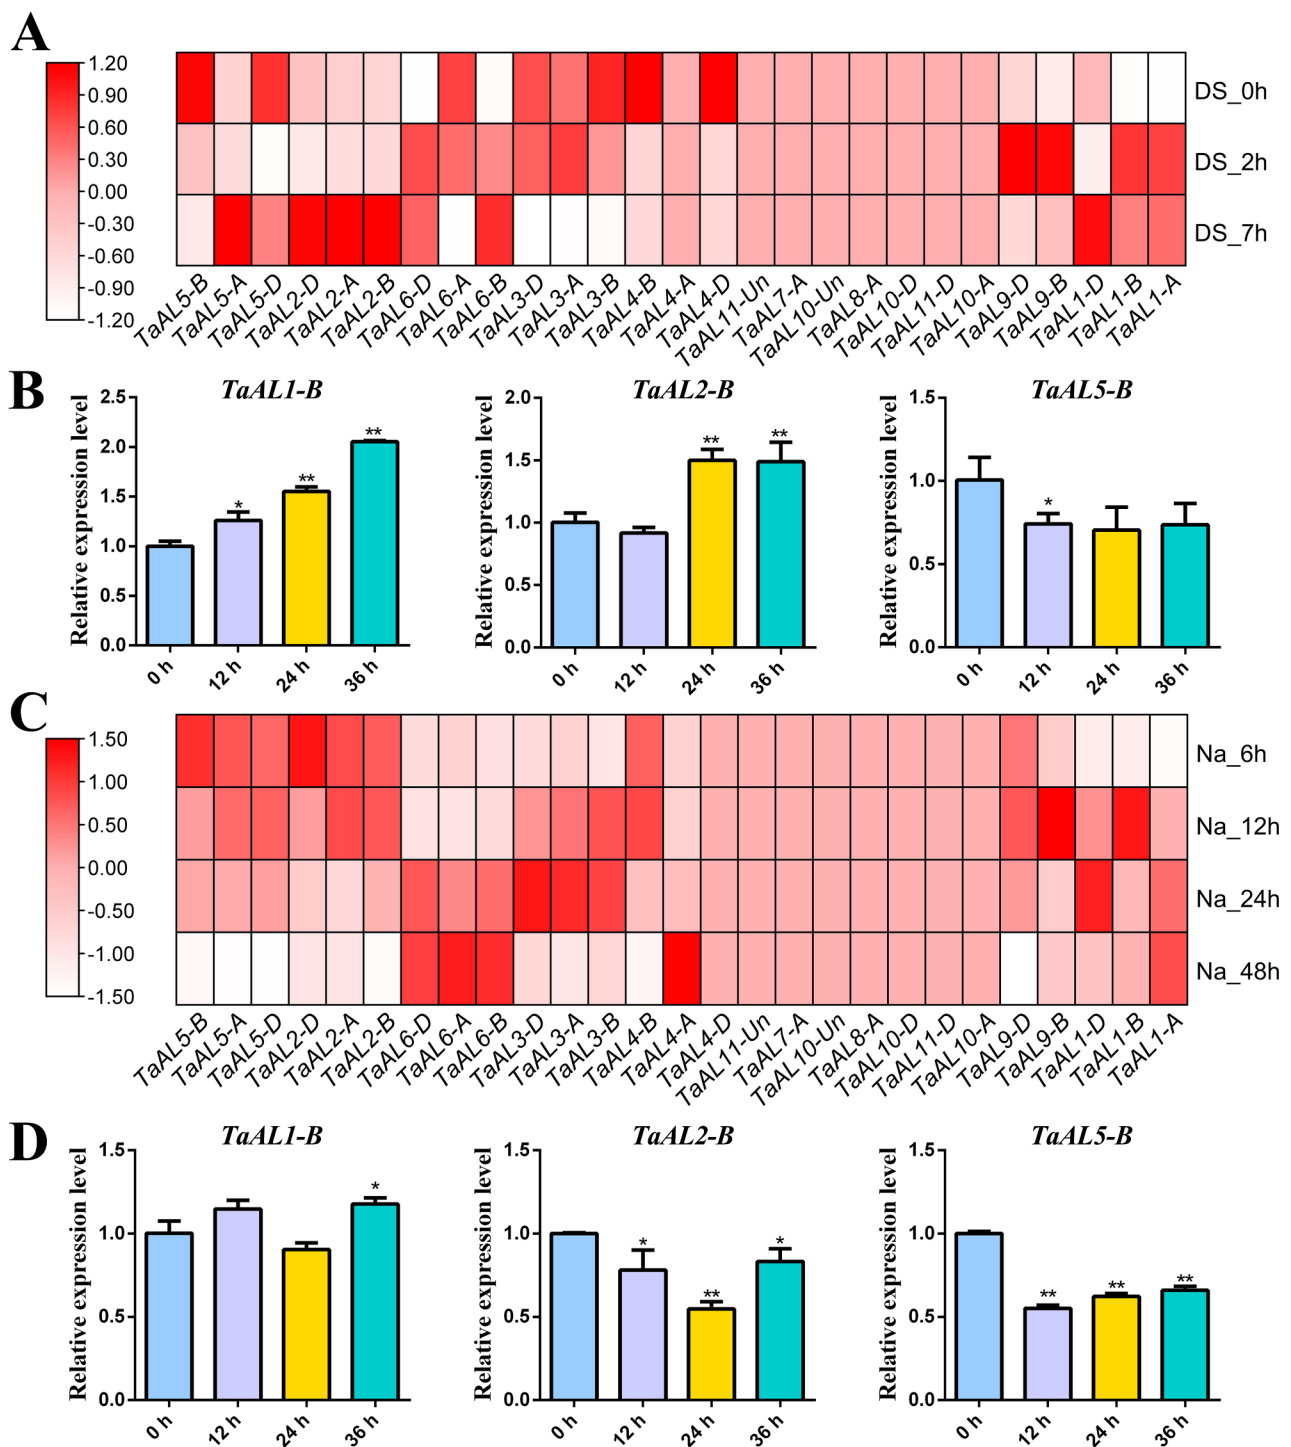 A
1.20
0.90
0.60
0.30
0.00
-0.30
-0.60
-0.90
-1.20
DS_0h
DS_2h
DS_7h
TaAL5-B
TaAL5-A
TaAL5-D
TaAL2-D
TaAL2-A
TaAL2-B
TaAL6-D
TaAL6-A
TaAL6-B
TaAL3-D
TaAL3-A
TaAL3-B
TaAL4-B
TaAL4-A
TaAL4-D
TaAL11-Un
TaAL7-A
TaAL10-Un
TaAL8-A
TaAL10-D
TaAL11-D
TaAL10-A
TaAL9-D
TaAL9-B
TaAL1-D
TaAL1-B
TaAL1-A
B
TaAL1-B
Relative expression level
2.5
2.0
1.5
1.0
0.5
0.0
*
**
**
0 h
12 h
24 h
36 h
TaAL2-B
Relative expression level
2.0
1.5
1.0
0.5
0.0
**
**
0 h
12 h
24 h
36 h
TaAL5-B
Relative expression level
1.5
1.0
0.5
0.0
*
0 h
12 h
24 h
36 h
C
1.50
1.00
0.50
0.00
-0.50
-1.00
-1.50
Na_6h
Na_12h
Na_24h
Na_48h
TaAL5-B
TaAL5-A
TaAL5-D
TaAL2-D
TaAL2-A
TaAL2-B
TaAL6-D
TaAL6-A
TaAL6-B
TaAL3-D
TaAL3-A
TaAL3-B
TaAL4-B
TaAL4-A
TaAL4-D
TaAL11-Un
TaAL7-A
TaAL10-Un
TaAL8-A
TaAL10-D
TaAL11-D
TaAL10-A
TaAL9-D
TaAL9-B
TaAL1-D
TaAL1-B
TaAL1-A
D
TaAL1-B
Relative expression level
1.5
1.0
0.5
0.0
*
0 h
12 h
24 h
36 h
TaAL2-B
Relative expression level
1.5
1.0
0.5
0.0
*
**
*
0 h
12 h
24 h
36 h
TaAL5-B
Relative expression level
1.5
1.0
0.5
0.0
**
**
**
0 h
12 h
24 h
36 h